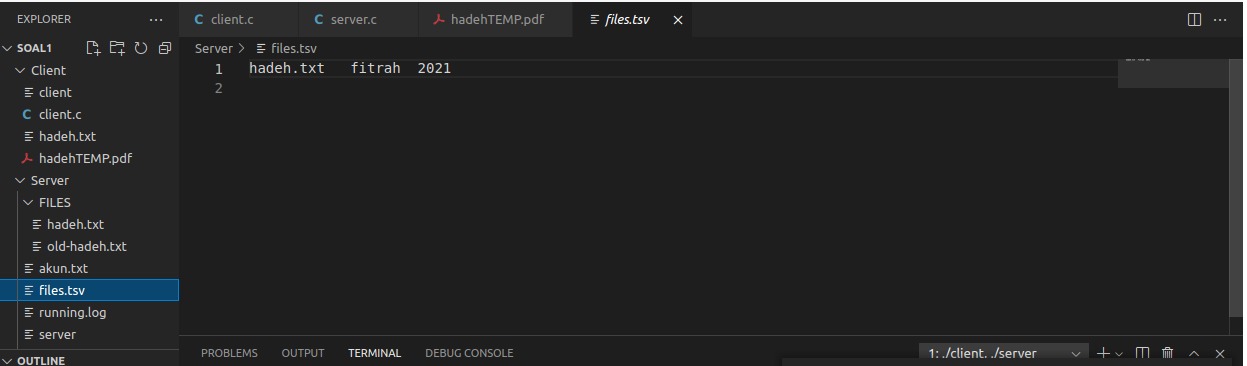 EXPLORER ...
client.c server.c hadehTEMP.pdf files.tsv
SOAL1
Server > files.tsv
Client
1 hadeh.txt fitrah 2021
client
2
C client.c
hadeh.txt
hadehTEMP.pdf
Server
FILES
hadeh.txt
old-hadeh.txt
akun.txt
files.tsv
running.log
server
OUTLINE
PROBLEMS OUTPUT TERMINAL DEBUG CONSOLE 1: ./client, ./server